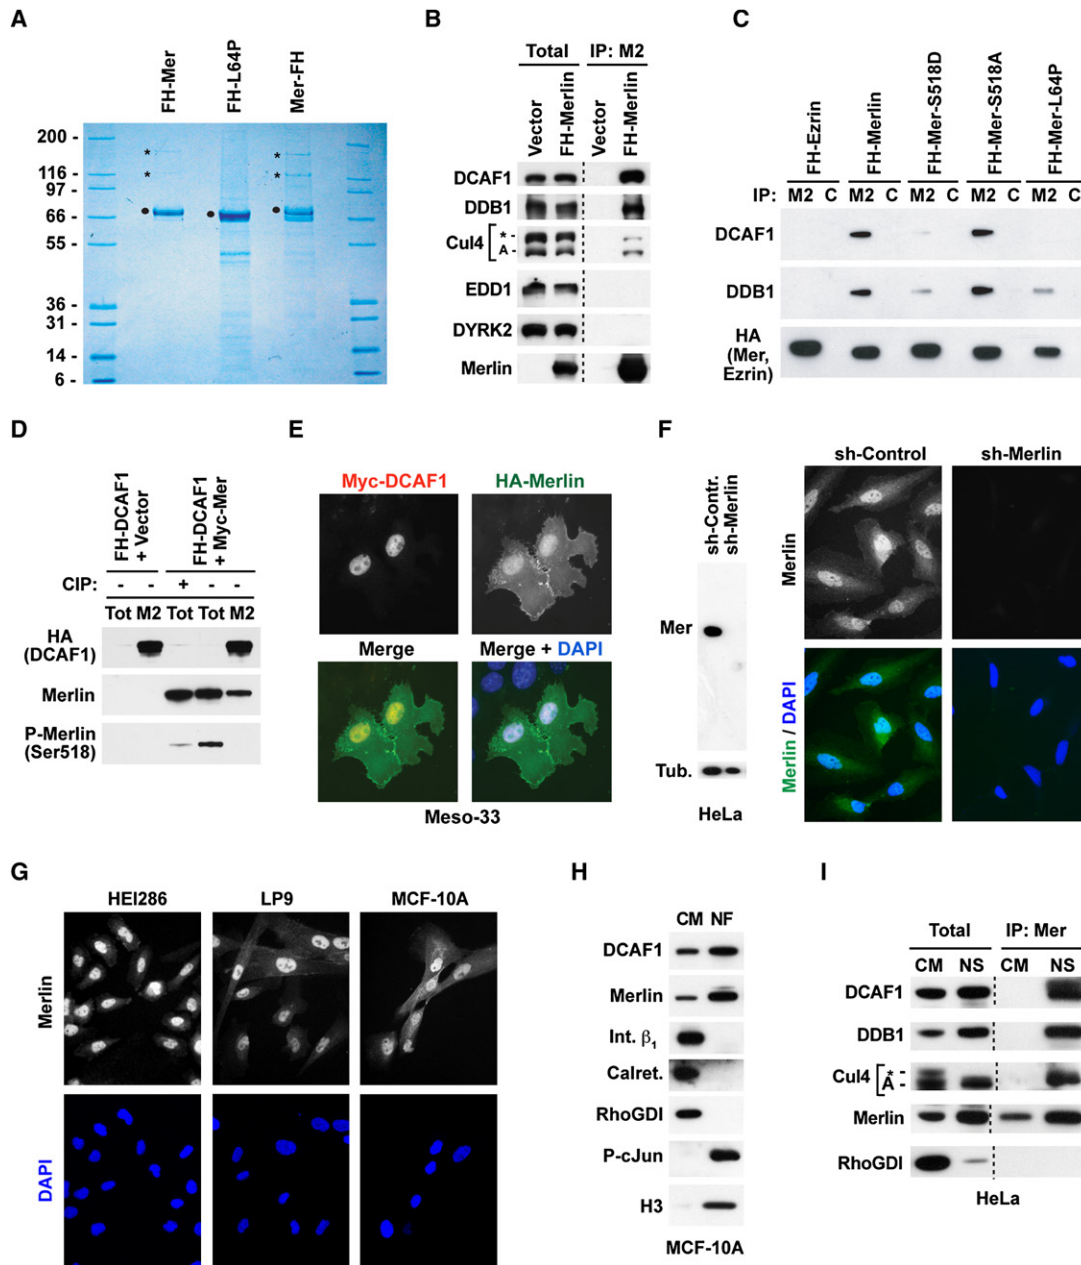 A
FH-Mer
FH-L64P
Mer-FH
200 -
116 -
97 -
66 -
55 -
36 -
31 -
14 -
6 -
*
*
*
*
B
Total
IP: M2
Vector
FH-Merlin
Vector
FH-Merlin
DCAF1
DDB1
Cul4 [ * -
A -
EDD1
DYRK2
Merlin
C
FH-Ezrin
FH-Merlin
FH-Mer-S518D
FH-Mer-S518A
FH-Mer-L64P
IP: M2 C M2 C M2 C M2 C M2 C
DCAF1
DDB1
HA
(Mer,
Ezrin)
D
FH-DCAF1
+ Vector
FH-DCAF1
+ Myc-Mer
CIP: - - + - -
Tot M2 Tot Tot M2
HA
(DCAF1)
Merlin
P-Merlin
(Ser518)
E
Myc-DCAF1
HA-Merlin
Merge
Merge + DAPI
Meso-33
F
sh-Contr.
sh-Merlin
Mer
Tub.
HeLa
sh-Control
sh-Merlin
Merlin
Merlin / DAPI
G
HEI286
LP9
MCF-10A
Merlin
DAPI
H
CM NF
DCAF1
Merlin
Int. β1
Calret.
RhoGDI
P-cJun
H3
MCF-10A
I
Total
IP: Mer
CM NS CM NS
DCAF1
DDB1
Cul4 [ * -
A -
Merlin
RhoGDI
HeLa